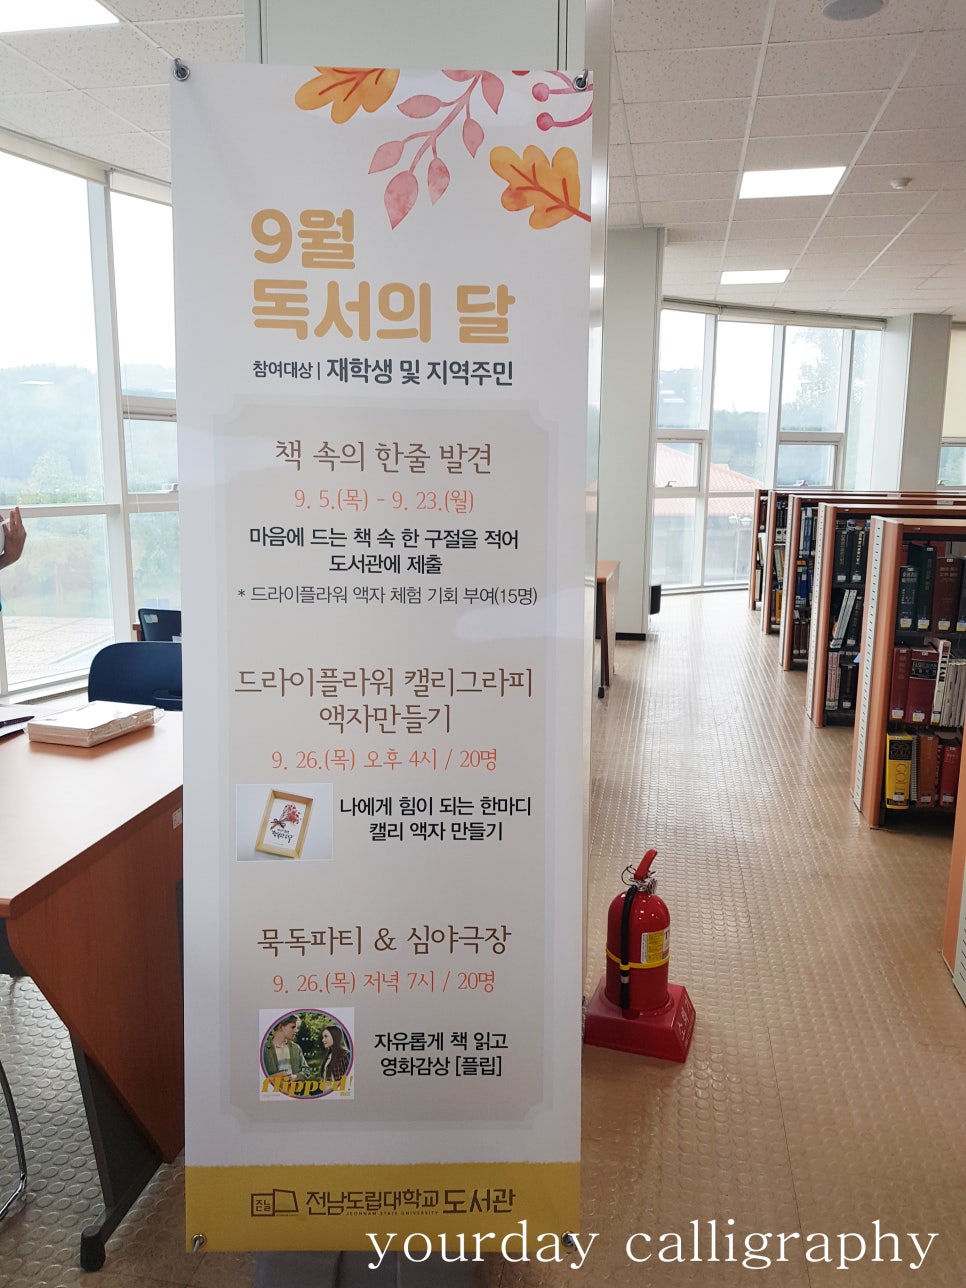 9월
독서의 달
참여대상 | 재학생 및 지역주민
책 속의 한줄 발견
9. 5.(목) - 9. 23.(월)
마음에 드는 책 속 한 구절을 적어
도서관에 제출
* 드라이플라워 액자 체험 기회 부여(15명)
드라이플라워 캘리그라피
액자만들기
9. 26.(목) 오후 4시 / 20명
나에게 힘이 되는 한마디
캘리 액자 만들기
묵독파티 & 심야극장
9. 26.(목) 저녁 7시 / 20명
flipped!
자유롭게 책 읽고
영화감상 [플립]
전남도립대학교 도서관
JEONNAM STATE UNIVERSITY
yourday calligraphy